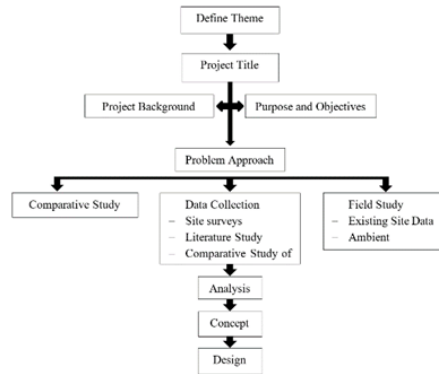 Define Theme
Project Title
Project Background
Purpose and Objectives
Problem Approach
Comparative Study
Data Collection
– Site surveys
– Literature Study
– Comparative Study of
Field Study
– Existing Site Data
– Ambient
Analysis
Concept
Design